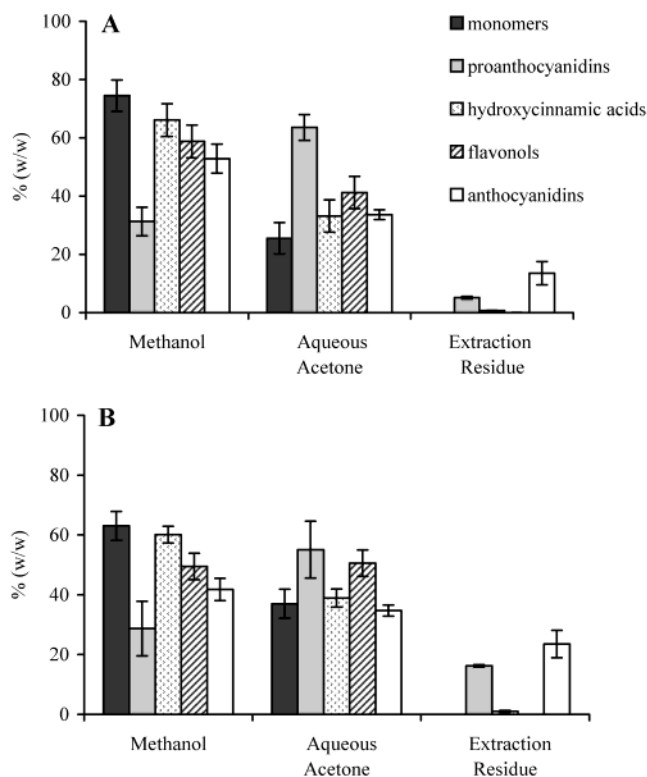 A
100
80
60
40
20
0
% (w/w)
monomers
proanthocyanidins
hydroxycinnamic acids
flavonols
anthocyanidins
Methanol
Aqueous
Acetone
Extraction
Residue
B
100
80
60
40
20
0
% (w/w)
Methanol
Aqueous
Acetone
Extraction
Residue